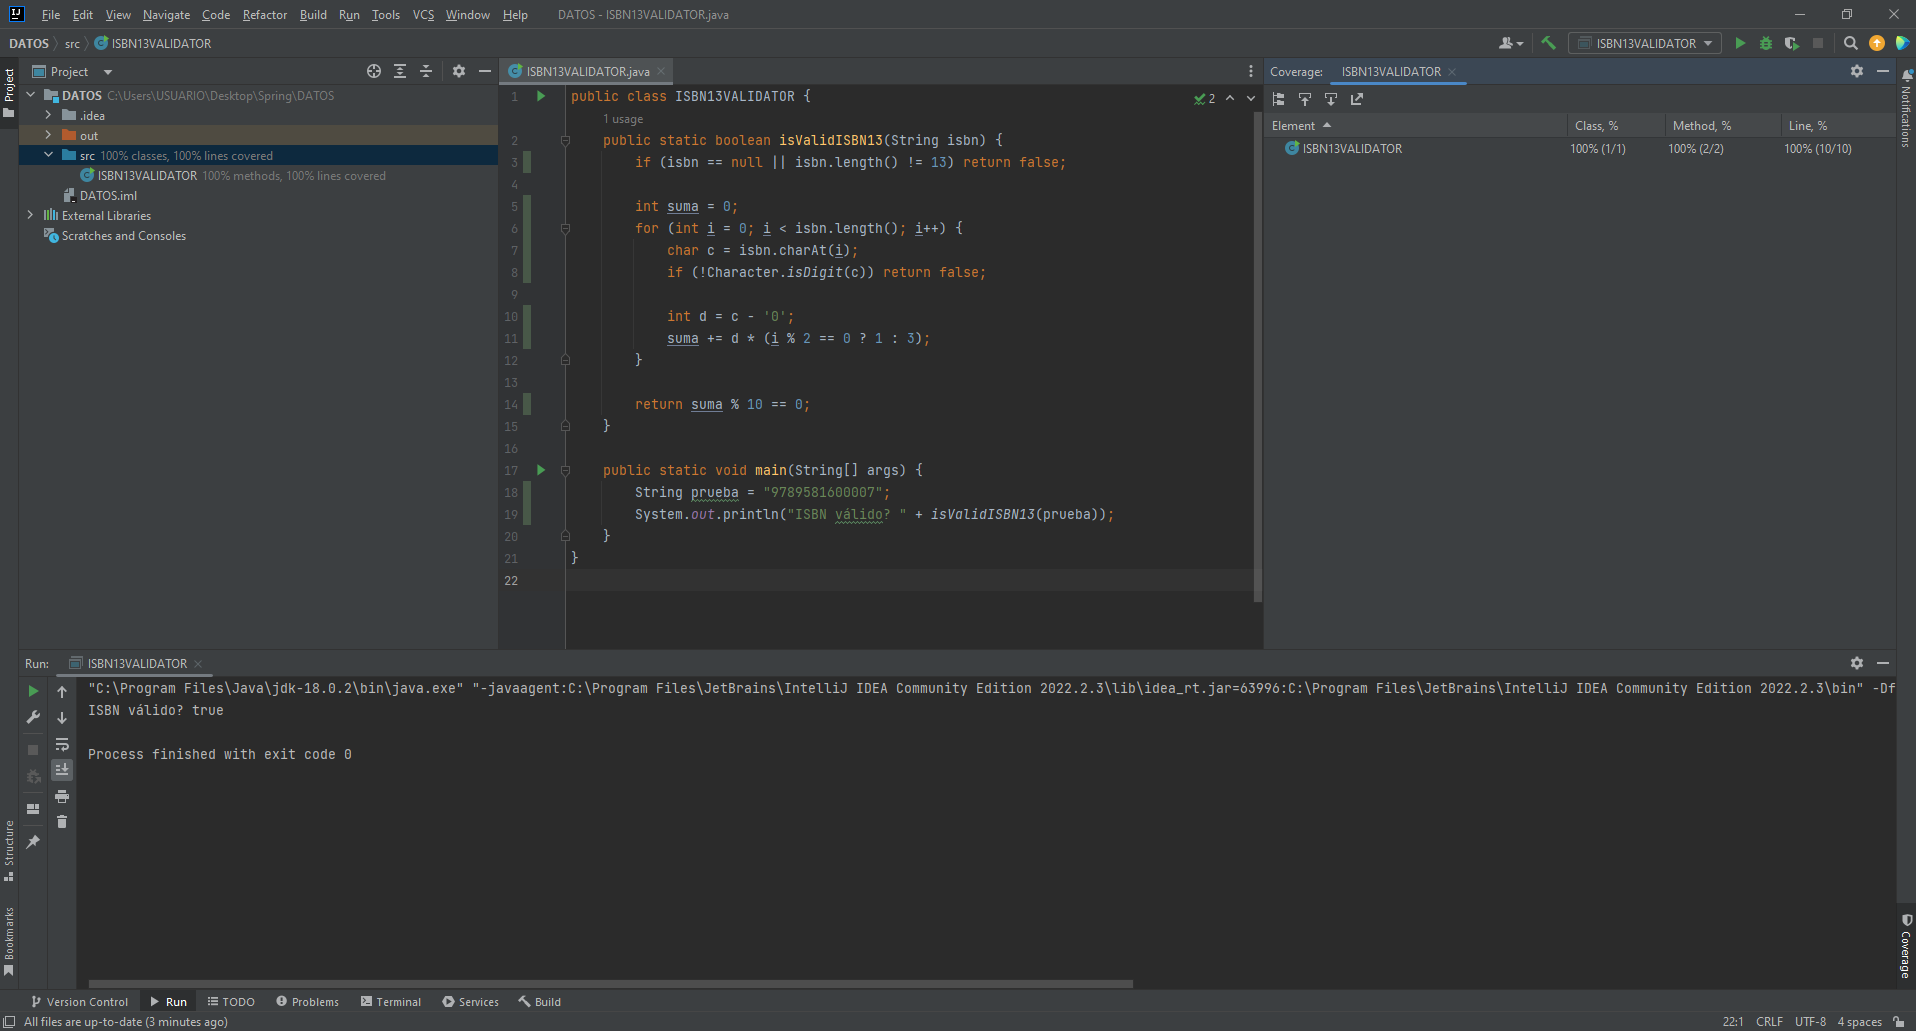 File Edit View Navigate Code Refactor Build Run Tools VCS Window Help DATOS - ISBN13VALIDATOR.java
DATOS src ISBN13VALIDATOR
ISBN13VALIDATOR
Project
Project
DATOS C:\Users\USUARIO\Desktop\Spring\DATOS
.idea
out
src 100% classes, 100% lines covered
ISBN13VALIDATOR 100% methods, 100% lines covered
DATOS.iml
External Libraries
Scratches and Consoles
ISBN13VALIDATOR.java
2
1 public class ISBN13VALIDATOR {
1 usage
2 public static boolean isValidISBN13(String isbn) {
3 if (isbn == null || isbn.length() != 13) return false;
4
5 int suma = 0;
6 for (int i = 0; i < isbn.length(); i++) {
7 char c = isbn.charAt(i);
8 if (!Character.isDigit(c)) return false;
9
10 int d = c - '0';
11 suma += d * (i % 2 == 0 ? 1 : 3);
12 }
13
14 return suma % 10 == 0;
15 }
16
17 public static void main(String[] args) {
18 String prueba = "9789581600007";
19 System.out.println("ISBN válido? " + isValidISBN13(prueba));
20 }
21 }
22
Coverage: ISBN13VALIDATOR
Element Class, % Method, % Line, %
ISBN13VALIDATOR 100% (1/1) 100% (2/2) 100% (10/10)
Notifications
Run: ISBN13VALIDATOR
"C:\Program Files\Java\jdk-18.0.2\bin\java.exe" "-javaagent:C:\Program Files\JetBrains\IntelliJ IDEA Community Edition 2022.2.3\lib\idea_rt.jar=63996:C:\Program Files\JetBrains\IntelliJ IDEA Community Edition 2022.2.3\bin" -Df
ISBN válido? true
Process finished with exit code 0
Structure
Bookmarks
Coverage
Version Control Run TODO Problems Terminal Services Build
All files are up-to-date (3 minutes ago) 22:1 CRLF UTF-8 4 spaces